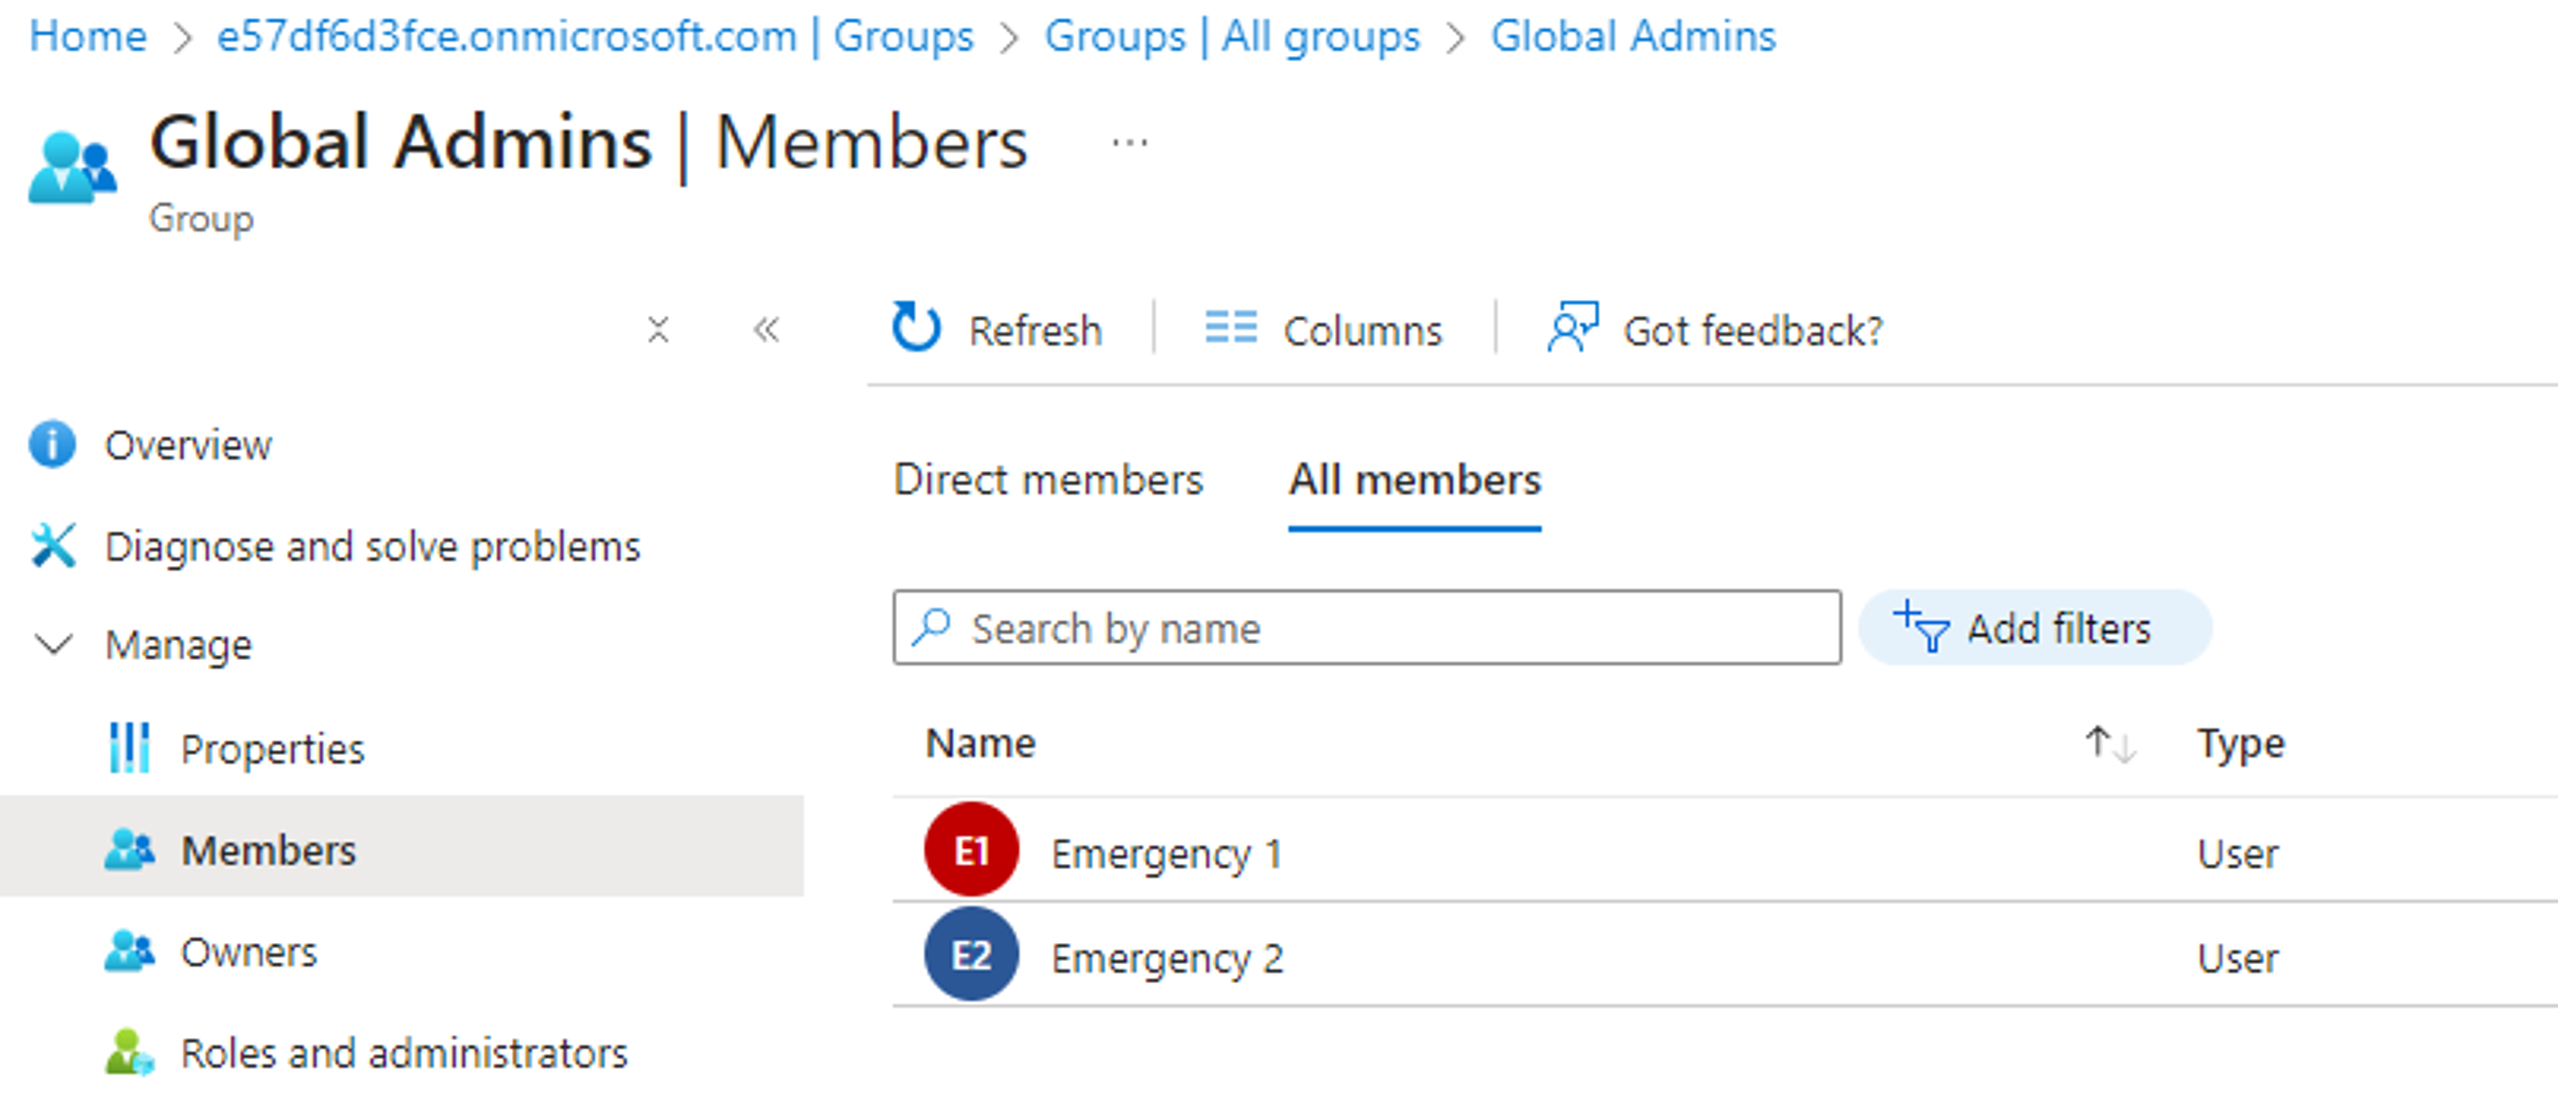 Home > e57df6d3fce.onmicrosoft.com | Groups > Groups | All groups > Global Admins
Global Admins | Members ...
Group
Refresh | Columns | Got feedback?
Overview
Diagnose and solve problems
Manage
Properties
Members
Owners
Roles and administrators
Direct members All members
Search by name Add filters
Name Type
E1 Emergency 1 User
E2 Emergency 2 User